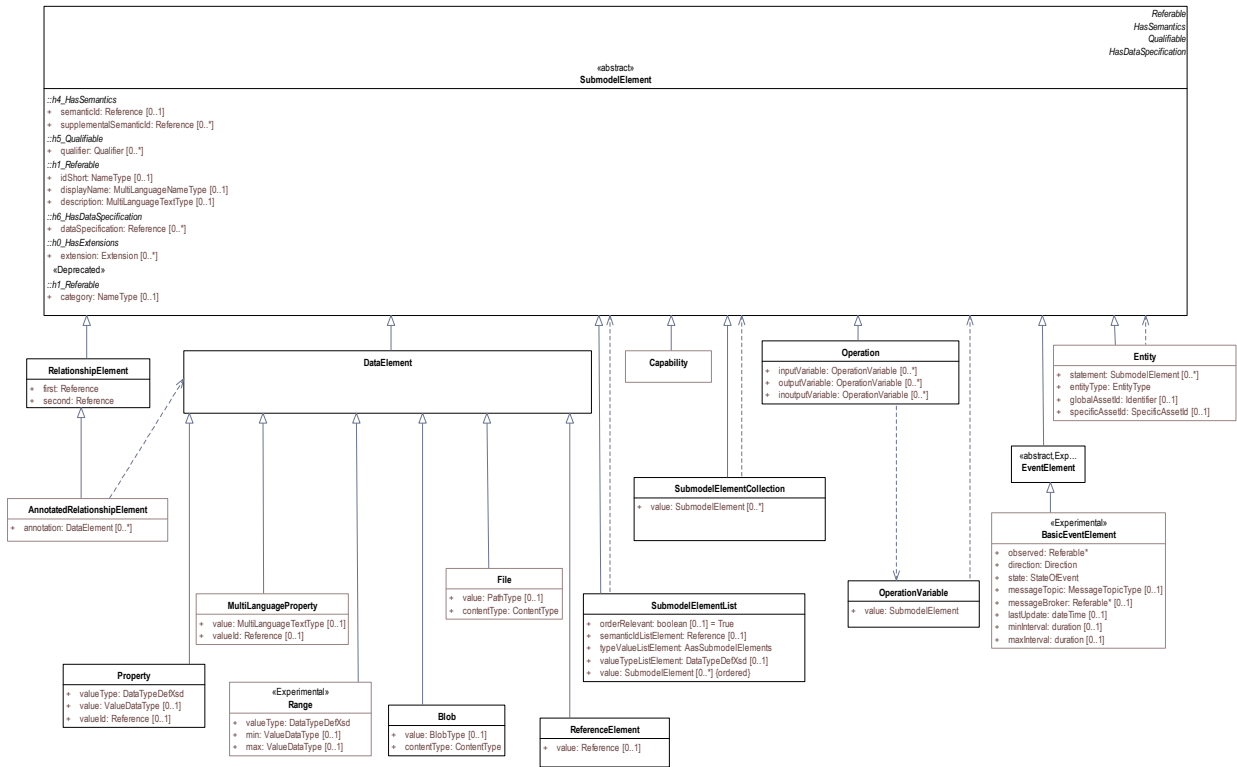 Referable
HasSemantics
Qualifiable
HasDataSpecification
«abstract»
SubmodelElement
::h4_HasSemantics
+ semanticId: Reference [0..1]
+ supplementalSemanticId: Reference [0..*]
::h5_Qualifiable
+ qualifier: Qualifier [0..*]
::h1_Referable
+ idShort: NameType [0..1]
+ displayName: MultiLanguageNameType [0..1]
+ description: MultiLanguageTextType [0..1]
::h6_HasDataSpecification
+ dataSpecification: Reference [0..*]
::h0_HasExtensions
+ extension: Extension [0..*]
«Deprecated»
::h1_Referable
+ category: NameType [0..1]
RelationshipElement
+ first: Reference
+ second: Reference
DataElement
Capability
Operation
+ inputVariable: OperationVariable [0..*]
+ outputVariable: OperationVariable [0..*]
+ inoutputVariable: OperationVariable [0..*]
Entity
+ statement: SubmodelElement [0..*]
+ entityType: EntityType
+ globalAssetId: Identifier [0..1]
+ specificAssetId: SpecificAssetId [0..1]
«abstract,Exp...
EventElement
AnnotatedRelationshipElement
+ annotation: DataElement [0..*]
SubmodelElementCollection
+ value: SubmodelElement [0..*]
«Experimental»
BasicEventElement
+ observed: Referable*
+ direction: Direction
+ state: StateOfEvent
+ messageTopic: MessageTopicType [0..1]
+ messageBroker: Referable* [0..1]
+ lastUpdate: dateTime [0..1]
+ minInterval: duration [0..1]
+ maxInterval: duration [0..1]
File
+ value: PathType [0..1]
+ contentType: ContentType
OperationVariable
+ value: SubmodelElement
MultiLanguageProperty
+ value: MultiLanguageTextType [0..1]
+ valueId: Reference [0..1]
SubmodelElementList
+ orderRelevant: boolean [0..1] = True
+ semanticIdListElement: Reference [0..1]
+ typeValueListElement: AasSubmodelElements
+ valueTypeListElement: DataTypeDefXsd [0..1]
+ value: SubmodelElement [0..*] {ordered}
Property
+ valueType: DataTypeDefXsd
+ value: ValueDataType [0..1]
+ valueId: Reference [0..1]
«Experimental»
Range
+ valueType: DataTypeDefXsd
+ min: ValueDataType [0..1]
+ max: ValueDataType [0..1]
Blob
+ value: BlobType [0..1]
+ contentType: ContentType
ReferenceElement
+ value: Reference [0..1]